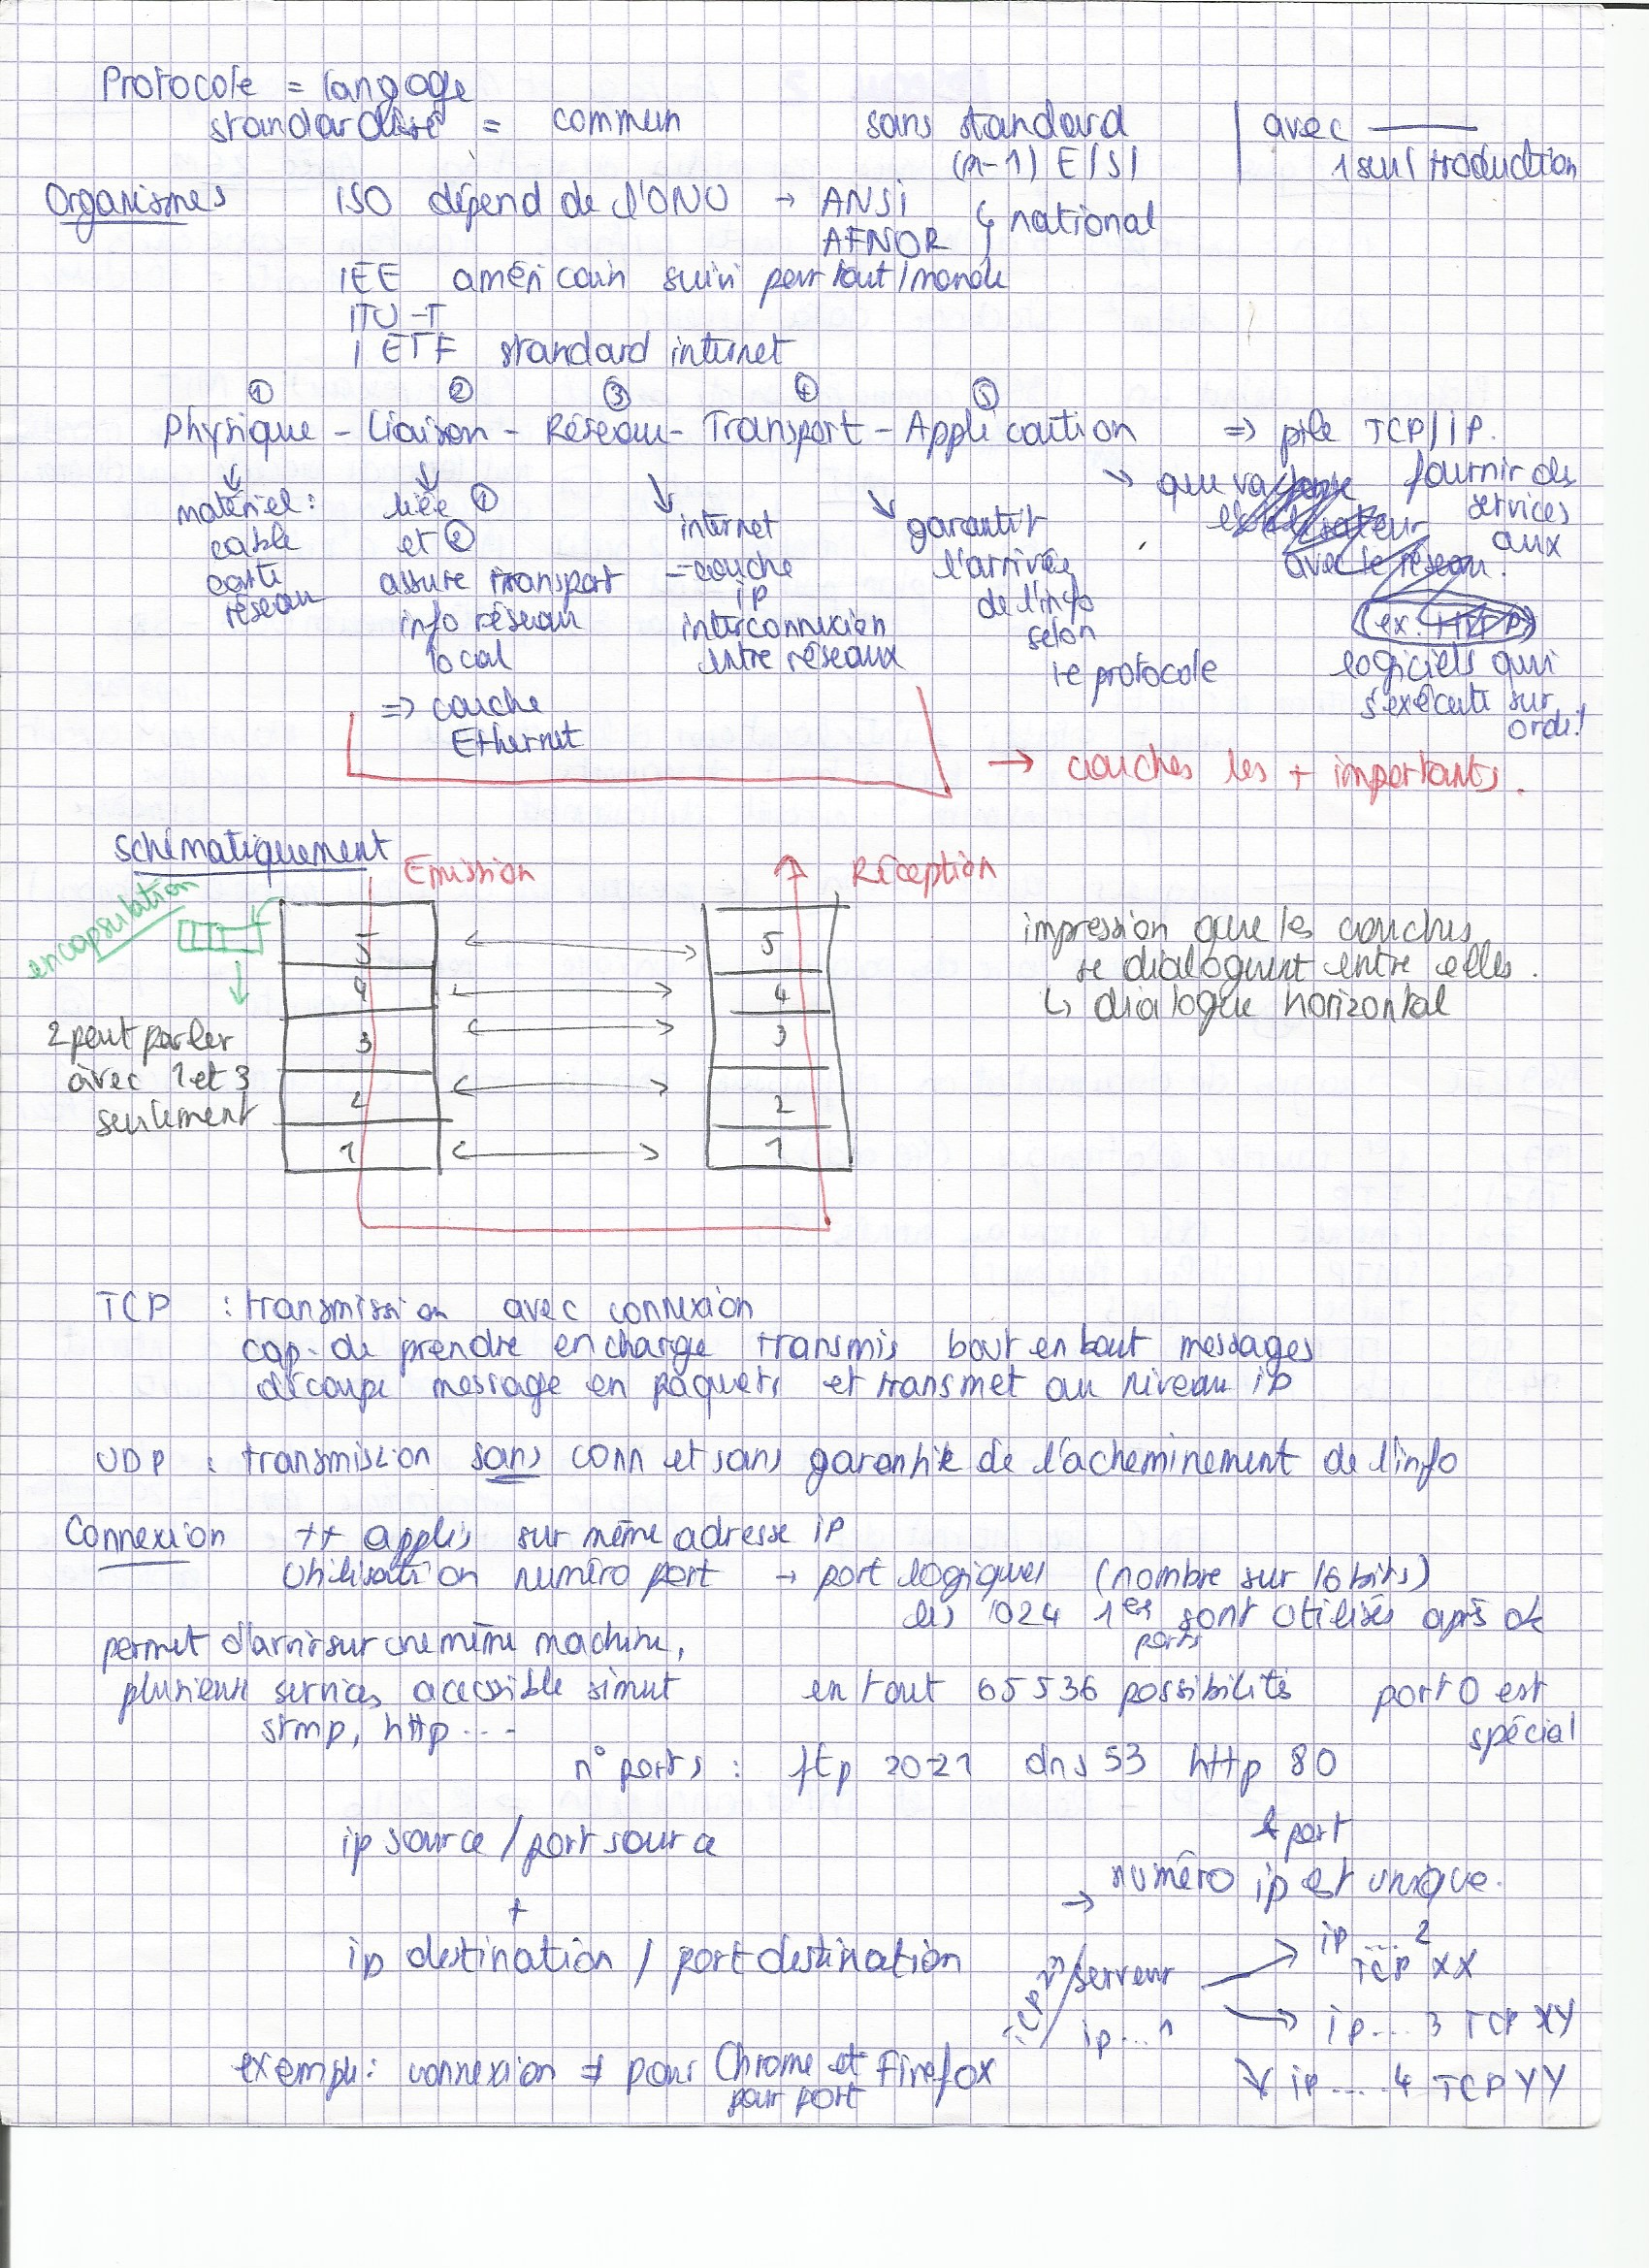 Protocole = langage
standardisé = commun
sans standard
(n-1) E/S/
avec ———
1 seul traduction
Organismes
ISO dépend de l'ONU → ANSI
AFNOR
↳ national
IEE américain suivi par tout/monde
ITU-T
IETF standard internet
① ② ③ ④ ⑤
Physique - Liaison - Réseau - Transport - Application ⇒ pile TCP/IP.
matériel:
cable
carte
réseau
liée ①
et ②
assure transport
info réseau
local
⇒ couche
Ethernet
internet
= couche
IP
interconnexion
entre réseaux
garantit
l'arrivée
de l'info
selon
le protocole
que va
avec le réseau.
(ex. HTTP)
fournir des
services
aux
logiciels qui
s'exécute sur
ordi!
→ couches les + importants.
schématiquement
Emission
Réception
encapsulation
5
4
3
2
1
5
4
3
2
1
2 peut parler
avec 1 et 3
seulement
impression que les couches
se dialoguent entre elles.
↳ dialogue horizontal
TCP : transmission avec connexion
cap. de prendre en charge transmis bout en bout messages
découpe message en paquets et transmet au niveau ip
UDP : transmission sans conn et sans garantie de l'acheminement de l'info
Connexion ++ applis sur même adresse ip
Utilisation numéro port → port logiques (nombre sur 16 bits)
les 1024 1er sont utilisés après ok
ports
permet d'avoir sur une même machine,
plusieurs services accessible simult
stmp, http ...
en tout 65 536 possibilités
port 0 est
spécial
n° ports : ftp 20-21 dns 53 http 80
ip source / port source
+
ip destination / port destination
& port
→ numéro ip est unique.
TCP
serveur
ip...1
ip....2
TCP XX
ip... 3 TCP XY
ip.... 4 TCP YY
exemple: connexion ≠ pour Chrome et Firefox
par port